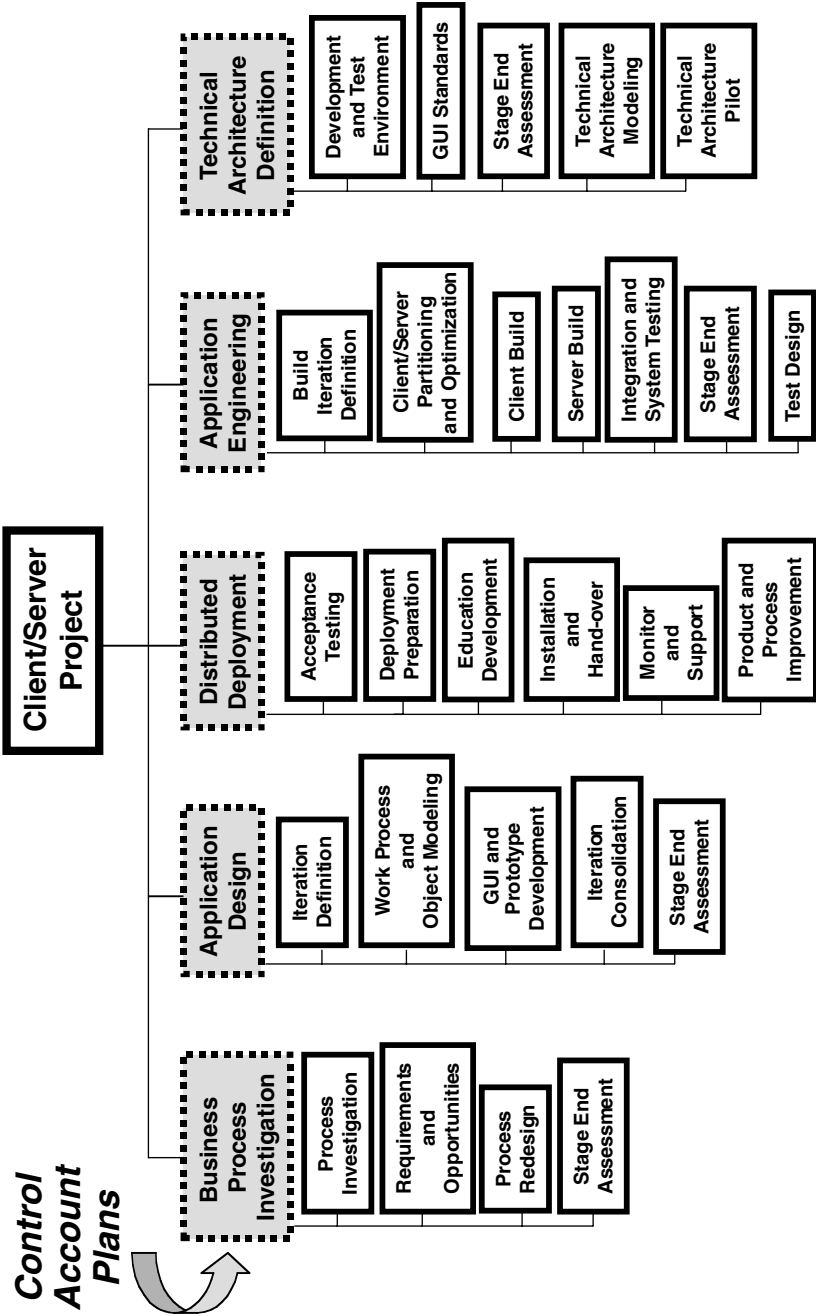 Control
Account
Plans
Client/Server
Project
Business
Process
Investigation
Process
Investigation
Requirements
and
Opportunities
Process
Redesign
Stage End
Assessment
Application
Design
Iteration
Definition
Work Process
and
Object Modeling
GUI and
Prototype
Development
Iteration
Consolidation
Stage End
Assessment
Distributed
Deployment
Acceptance
Testing
Deployment
Preparation
Education
Development
Installation
and
Hand-over
Monitor
and
Support
Product and
Process
Improvement
Application
Engineering
Build
Iteration
Definition
Client/Server
Partitioning
and Optimization
Client Build
Server Build
Integration and
System Testing
Stage End
Assessment
Test Design
Technical
Architecture
Definition
Development
and Test
Environment
GUI Standards
Stage End
Assessment
Technical
Architecture
Modeling
Technical
Architecture
Pilot